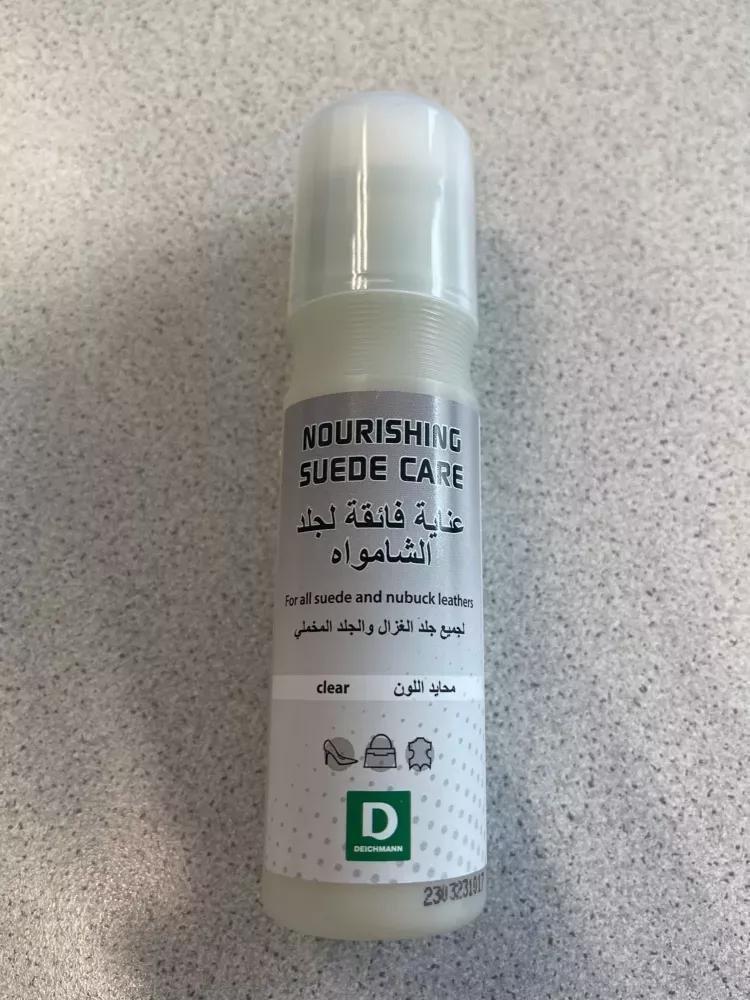 NOURISHING
SUEDE CARE
عناية فائقة لجلد
الشامواه
For all suede and nubuck leathers
لجميع جلد الغزال والجلد المخملي
clear محايد اللون
D
DEICHMANN
2303231017